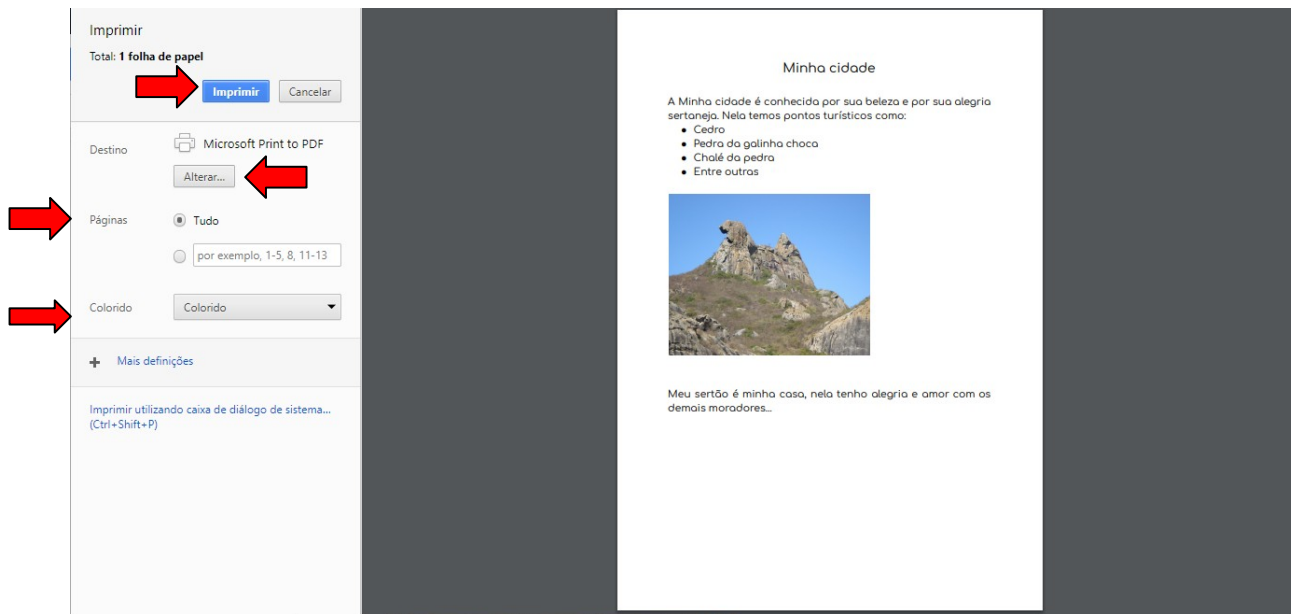 Imprimir
Total: 1 folha de papel
Imprimir Cancelar
Destino Microsoft Print to PDF
Alterar...
Páginas Tudo
por exemplo, 1-5, 8, 11-13
Colorido Colorido
+ Mais definições
Imprimir utilizando caixa de diálogo de sistema...
(Ctrl+Shift+P)
Minha cidade
A Minha cidade é conhecida por sua beleza e por sua alegria
sertaneja. Nela temos pontos turísticos como:
● Cedro
● Pedra da galinha choca
● Chalé da pedra
● Entre outras
Meu sertão é minha casa, nela tenho alegria e amor com os
demais moradores...